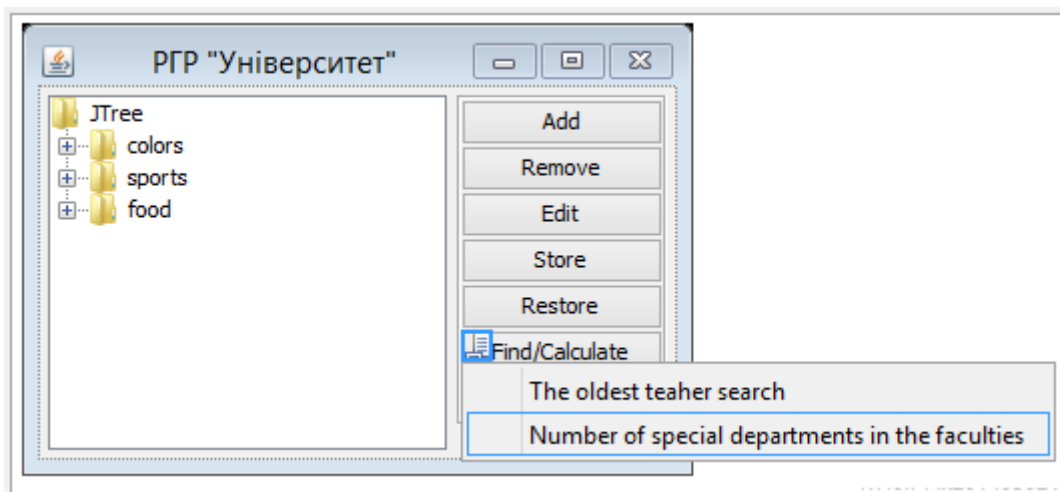 РГР "Університет"
JTree
colors
sports
food
Add
Remove
Edit
Store
Restore
Find/Calculate
The oldest teaher search
Number of special departments in the faculties